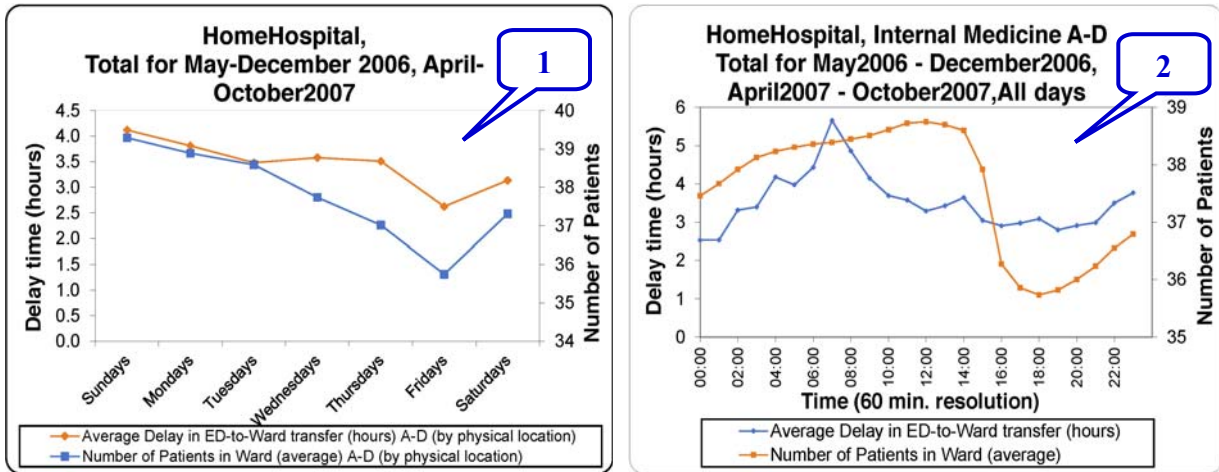 HomeHospital,
Total for May-December 2006, April-
October2007
1
4.5
4.0
3.5
3.0
2.5
2.0
1.5
1.0
0.5
0.0
Delay time (hours)
40
39
38
37
36
35
34
Number of Patients
Sundays
Mondays
Tuesdays
Wednesdays
Thursdays
Fridays
Saturdays
Average Delay in ED-to-Ward transfer (hours) A-D (by physical location)
Number of Patients in Ward (average) A-D (by physical location)
HomeHospital, Internal Medicine A-D
Total for May2006 - December2006,
April2007 - October2007,All days
2
6
5
4
3
2
1
0
Delay time (hours)
39
38
37
36
35
Number of Patients
00:00
02:00
04:00
06:00
08:00
10:00
12:00
14:00
16:00
18:00
20:00
22:00
Time (60 min. resolution)
Average Delay in ED-to-Ward transfer (hours)
Number of Patients in Ward (average)